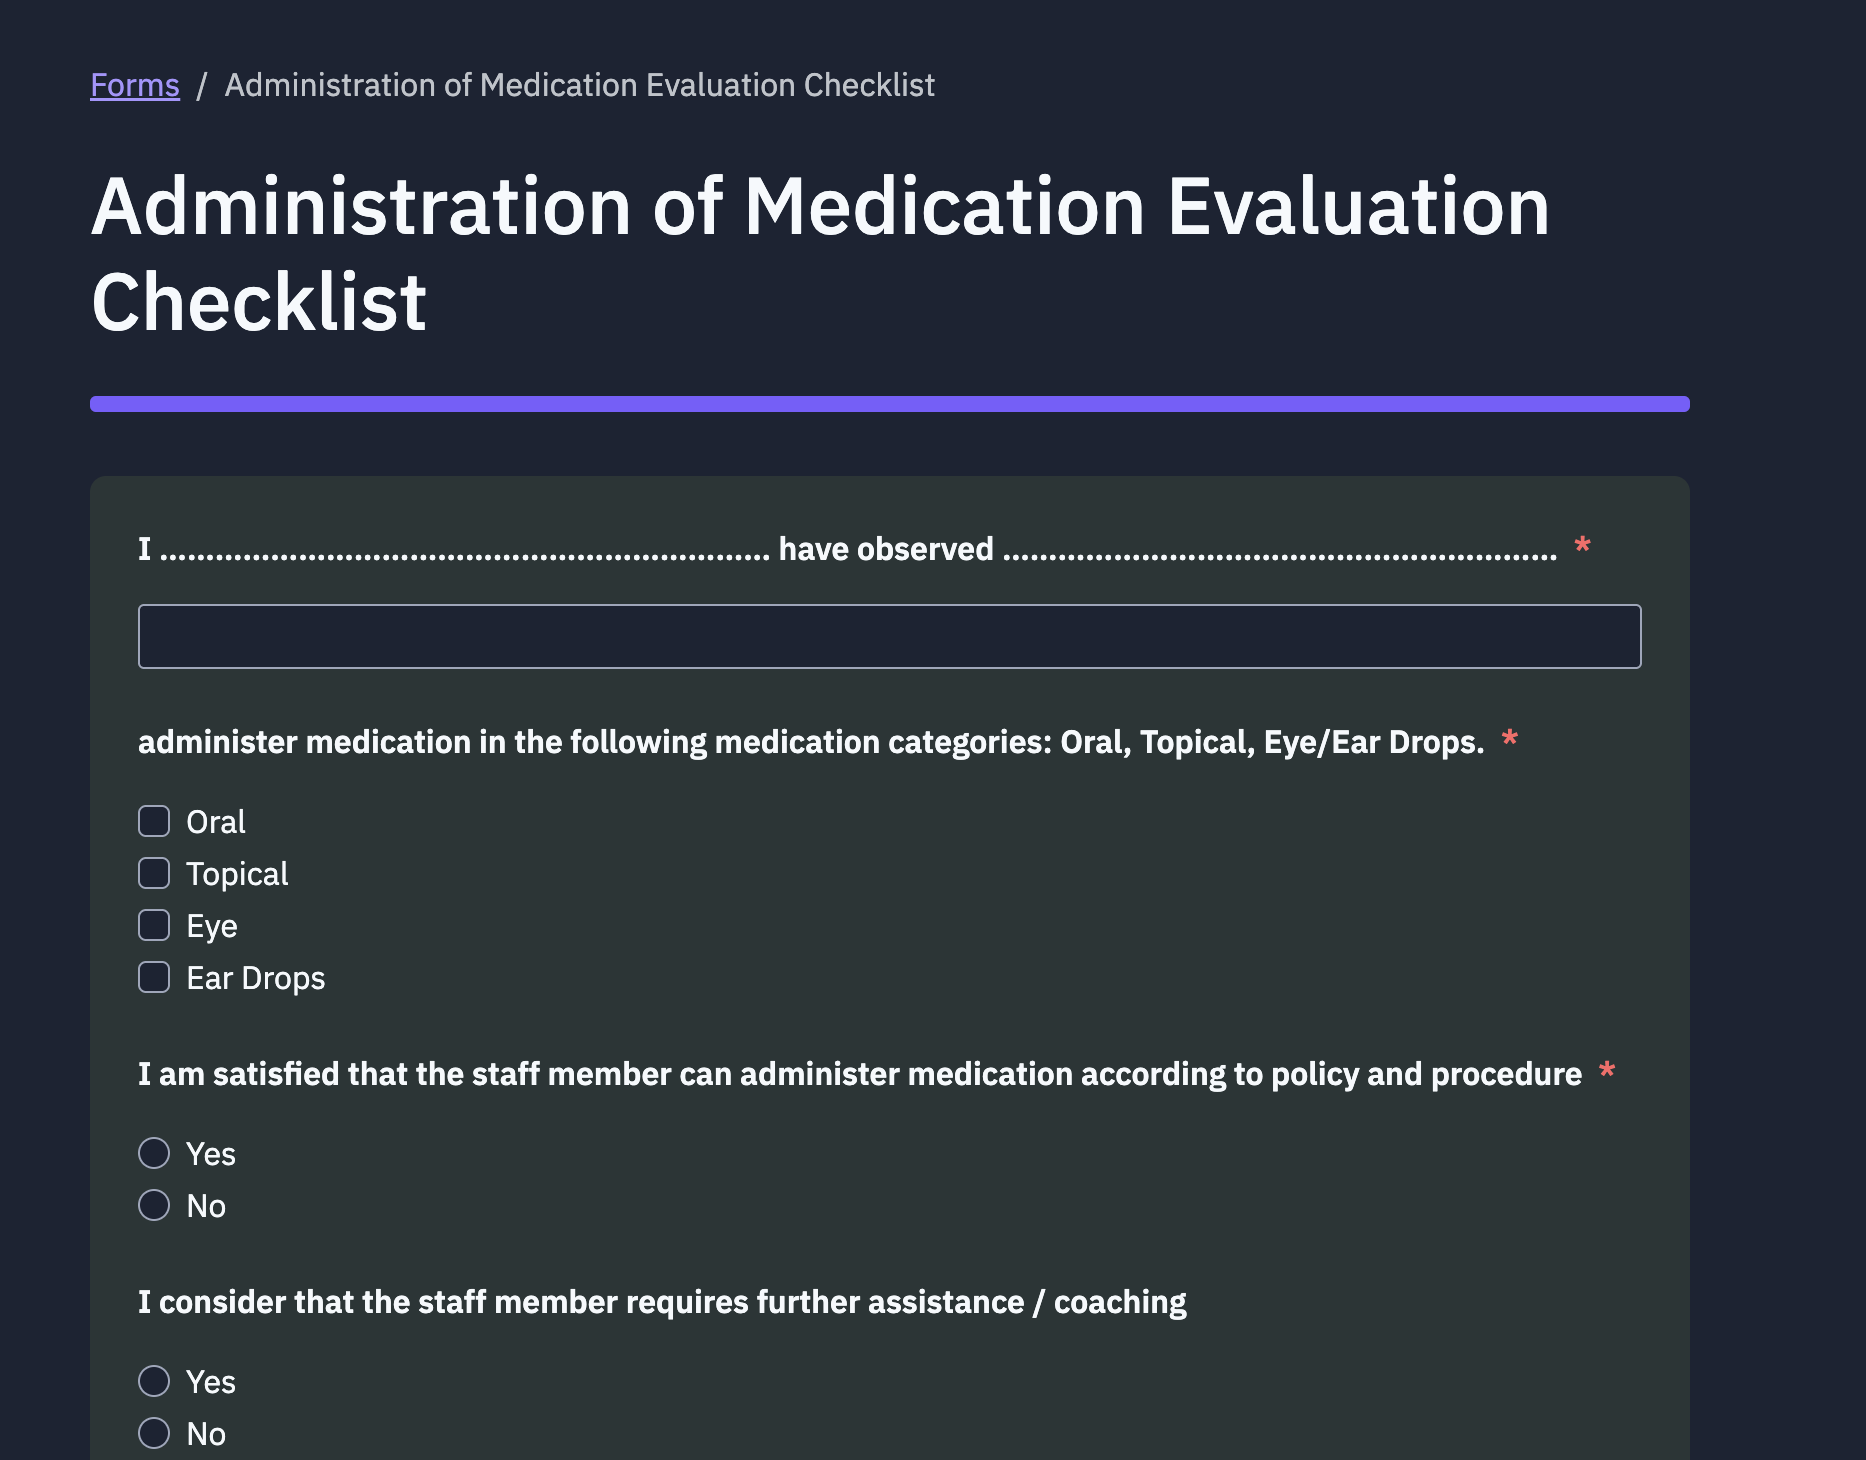 Forms / Administration of Medication Evaluation Checklist
Administration of Medication Evaluation
Checklist
I .................................................................. have observed ............................................................ *
administer medication in the following medication categories: Oral, Topical, Eye/Ear Drops. *
Oral
Topical
Eye
Ear Drops
I am satisfied that the staff member can administer medication according to policy and procedure *
Yes
No
I consider that the staff member requires further assistance / coaching
Yes
No